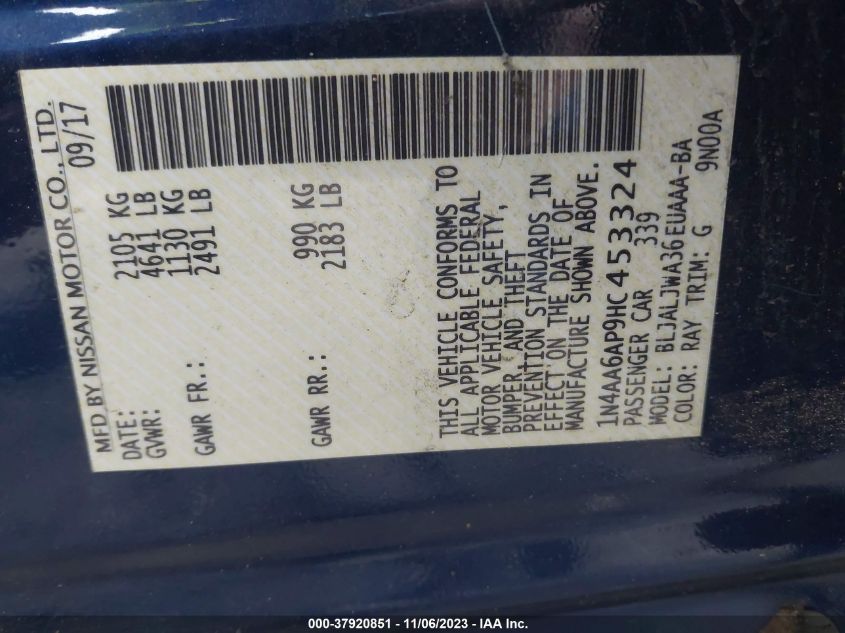 MFD BY NISSAN MOTOR CO., LTD.
DATE: 09/17
GVWR: 2105 KG
4641 LB
GAWR FR.: 1130 KG
2491 LB
GAWR RR.: 990 KG
2183 LB
THIS VEHICLE CONFORMS TO
ALL APPLICABLE FEDERAL
MOTOR VEHICLE SAFETY,
BUMPER, AND THEFT
PREVENTION STANDARDS IN
EFFECT ON THE DATE OF
MANUFACTURE SHOWN ABOVE.
1N4AA6AP9HC453324
PASSENGER CAR 339
MODEL: BLJALJWA36EUAAA-BA
COLOR: RAY TRIM: G 9N00A
000-37920851 - 11/06/2023 - IAA Inc.